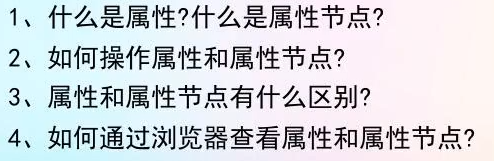 1、什么是属性?什么是属性节点?
2、如何操作属性和属性节点?
3、属性和属性节点有什么区别?
4、如何通过浏览器查看属性和属性节点?